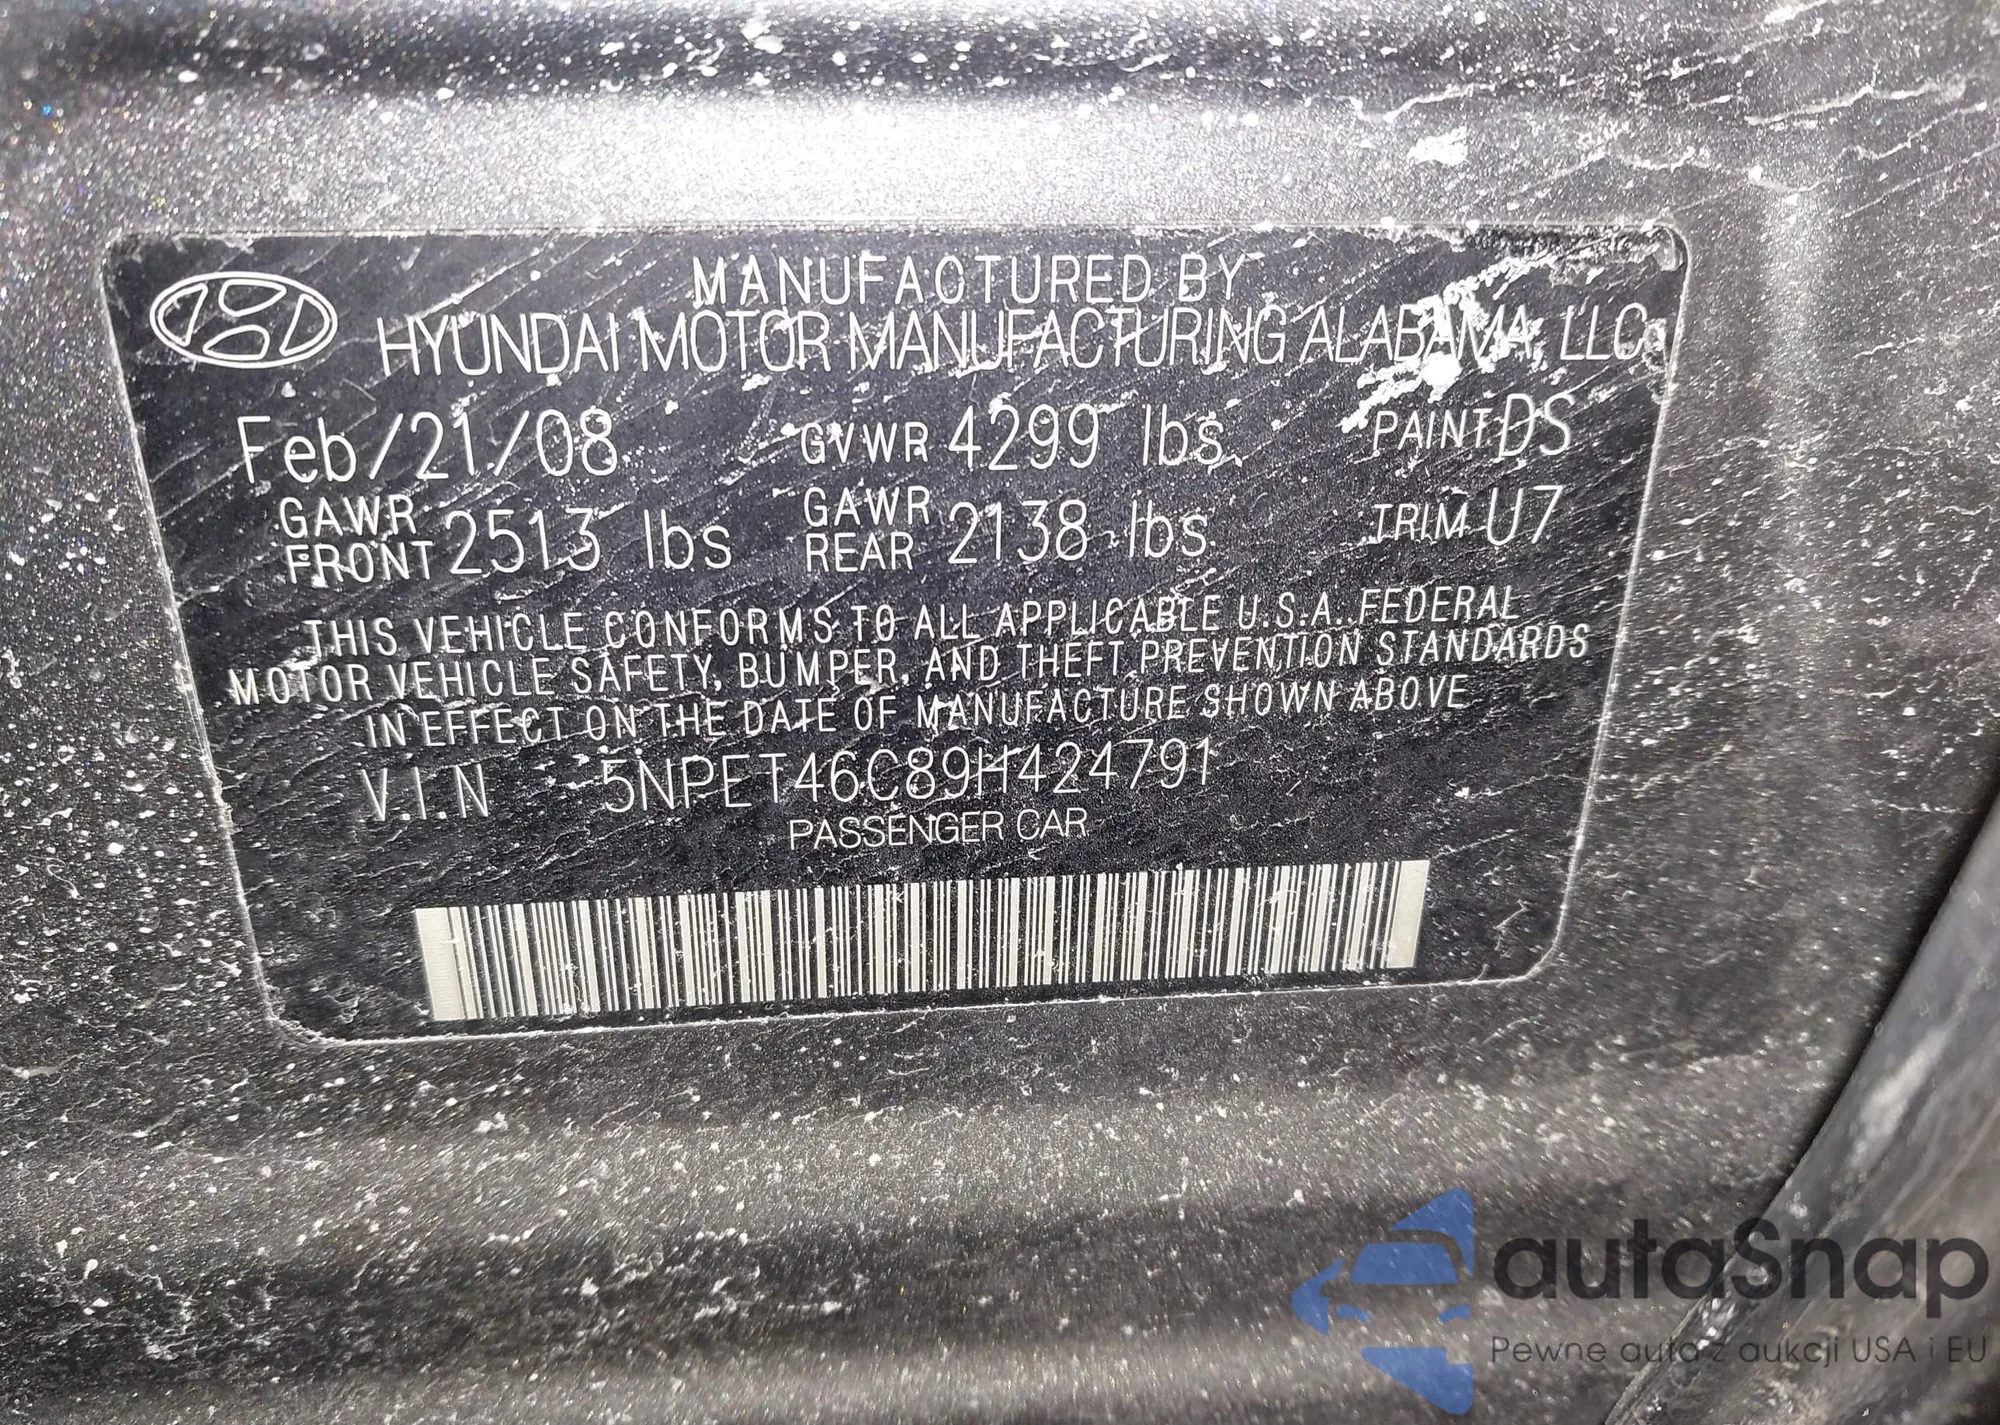 MANUFACTURED BY
HYUNDAI MOTOR MANUFACTURING ALABAMA, LLC
Feb/21/08 GVWR 4299 lbs PAINT DS
GAWR FRONT 2513 lbs GAWR REAR 2138 lbs TRIM U7
THIS VEHICLE CONFORMS TO ALL APPLICABLE U.S.A. FEDERAL
MOTOR VEHICLE SAFETY, BUMPER, AND THEFT PREVENTION STANDARDS
IN EFFECT ON THE DATE OF MANUFACTURE SHOWN ABOVE
V.I.N 5NPET46C89H424791
PASSENGER CAR
autaSnap
Pewne auta z aukcji USA i EU